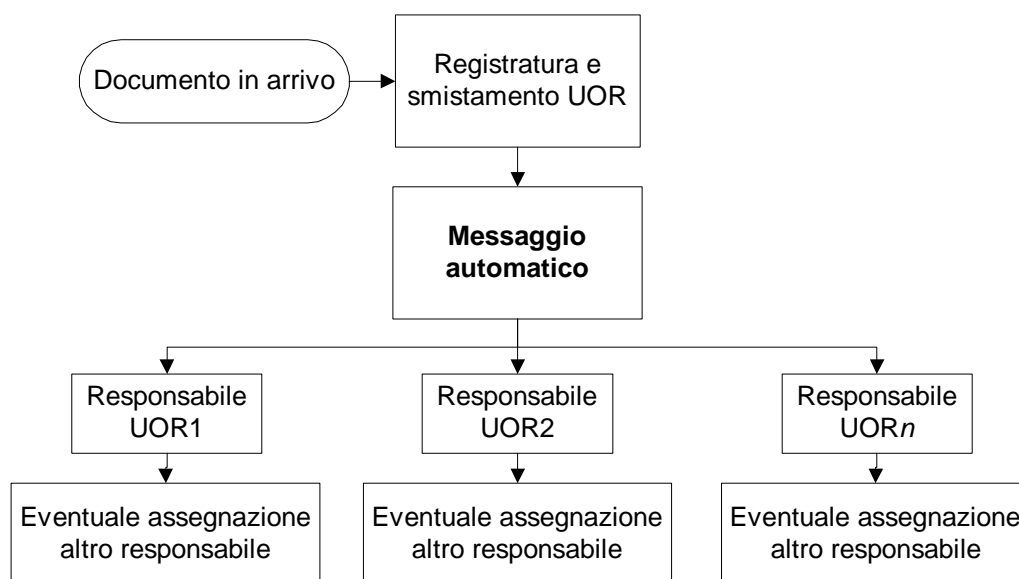 Documento in arrivo
Registratura e
smistamento UOR
Messaggio
automatico
Responsabile
UOR1
Responsabile
UOR2
Responsabile
UORn
Eventuale assegnazione
altro responsabile
Eventuale assegnazione
altro responsabile
Eventuale assegnazione
altro responsabile